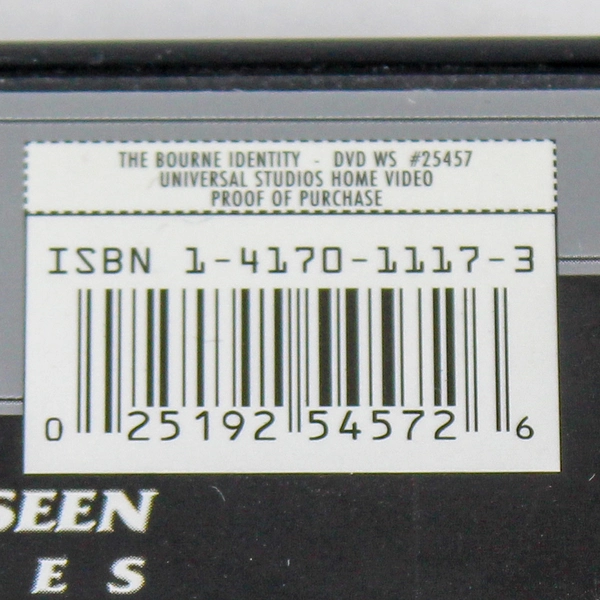 THE BOURNE IDENTITY - DVD WS #25457
UNIVERSAL STUDIOS HOME VIDEO
PROOF OF PURCHASE
ISBN 1-4170-1117-3
0 25192 54572 6
SEEN
ES